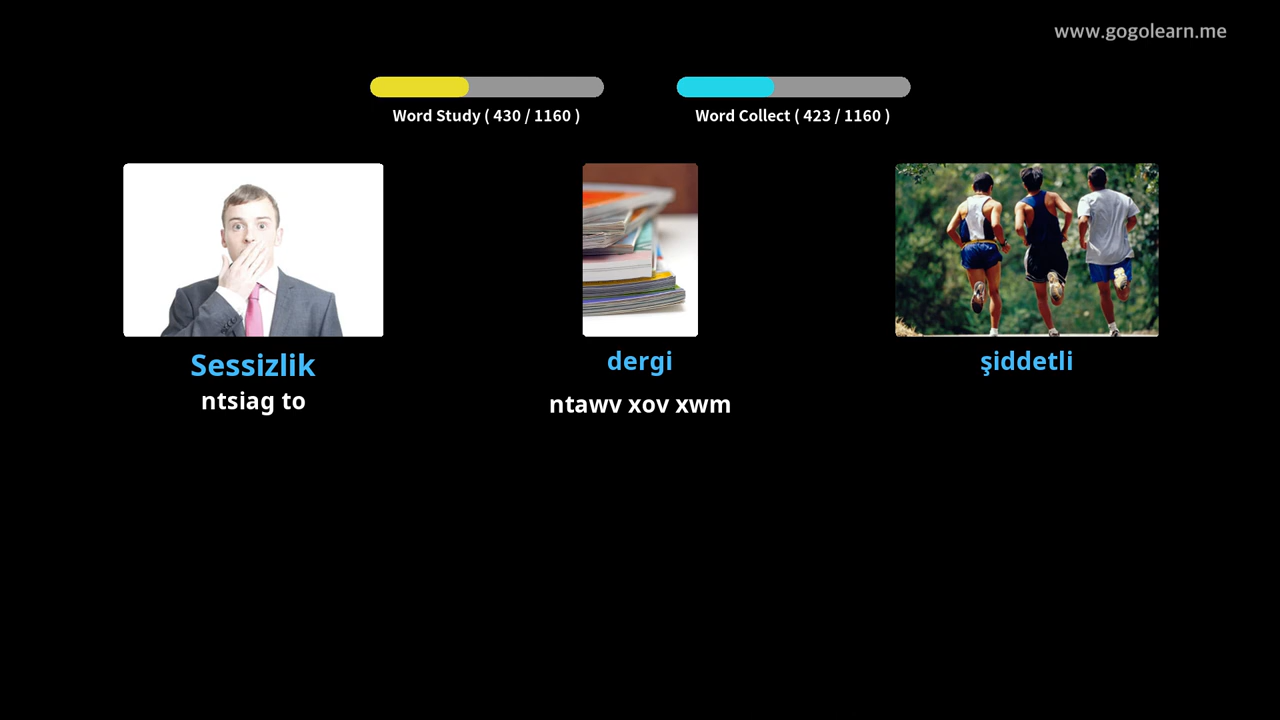 www.gogolearn.me
Word Study ( 430 / 1160 )
Word Collect ( 423 / 1160 )
Sessizlik
ntsiag to
dergi
ntawv xov xwm
şiddetli